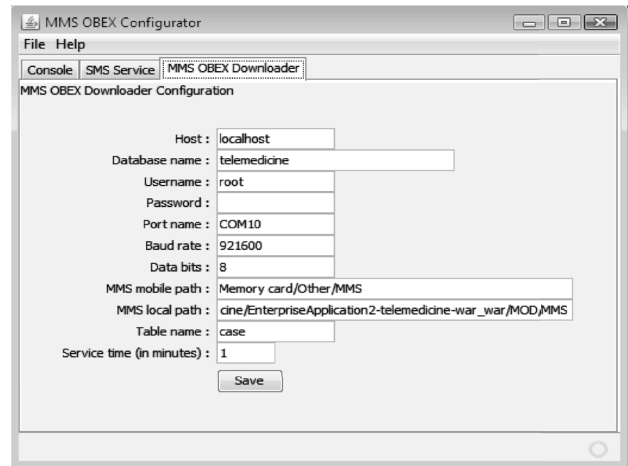 MMS OBEX Configurator
File Help
Console SMS Service MMS OBEX Downloader
MMS OBEX Downloader Configuration
Host : localhost
Database name : telemedicine
Username : root
Password :
Port name : COM10
Baud rate : 921600
Data bits : 8
MMS mobile path : Memory card/Other/MMS
MMS local path : cine/EnterpriseApplication2-telemedicine-war_war/MOD/MMS
Table name : case
Service time (in minutes) : 1
Save